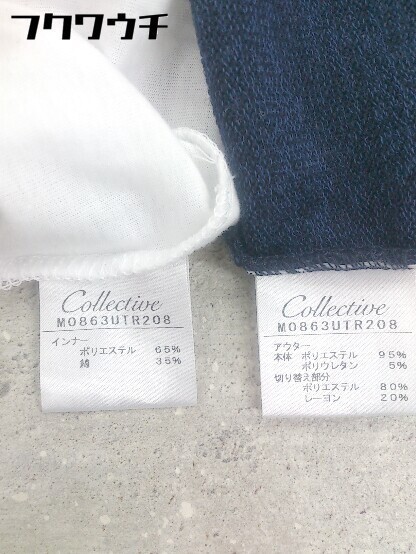 フクワウチ
Collective
M0863UTR208
インナー
ポリエステル 65%
綿 35%
Collective
M0863UTR208
アウター
本体 ポリエステル 95%
ポリウレタン 5%
切り替え部分
ポリエステル 80%
レーヨン 20%